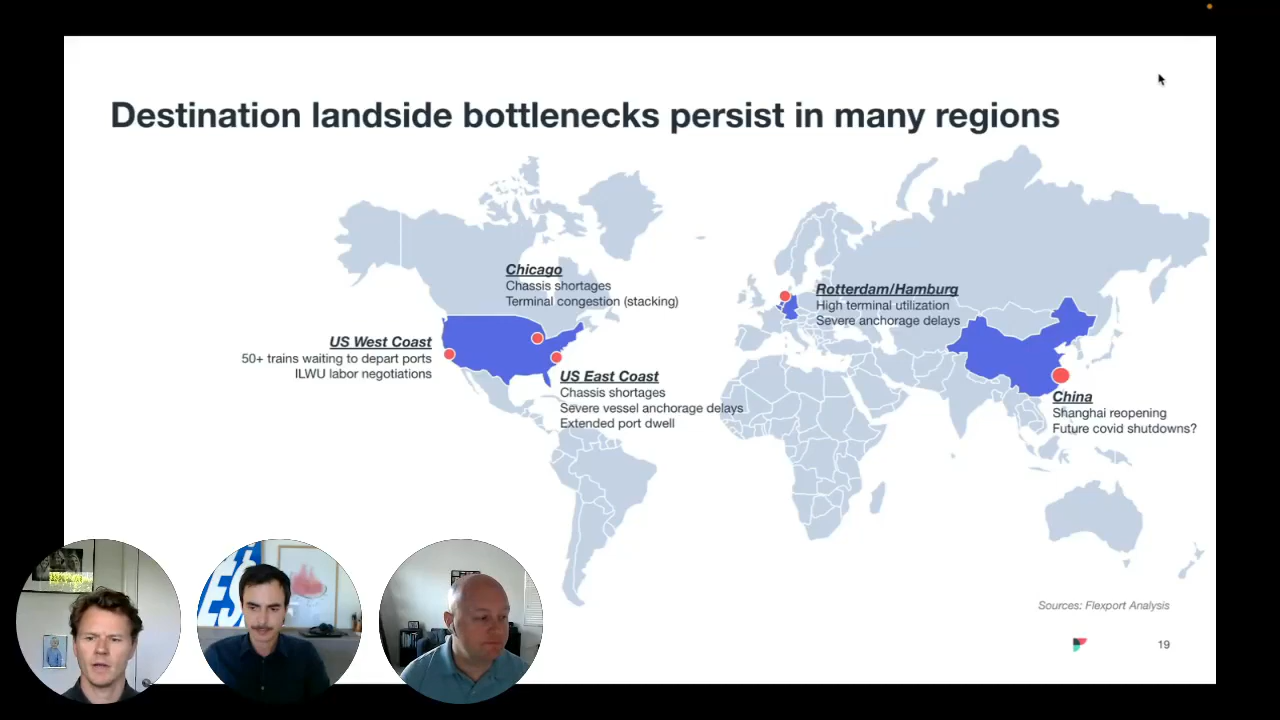 Destination landside bottlenecks persist in many regions
Chicago
Chassis shortages
Terminal congestion (stacking)
Rotterdam/Hamburg
High terminal utilization
Severe anchorage delays
US West Coast
50+ trains waiting to depart ports
ILWU labor negotiations
US East Coast
Chassis shortages
Severe vessel anchorage delays
Extended port dwell
China
Shanghai reopening
Future covid shutdowns?
ES
Sources: Flexport Analysis
19